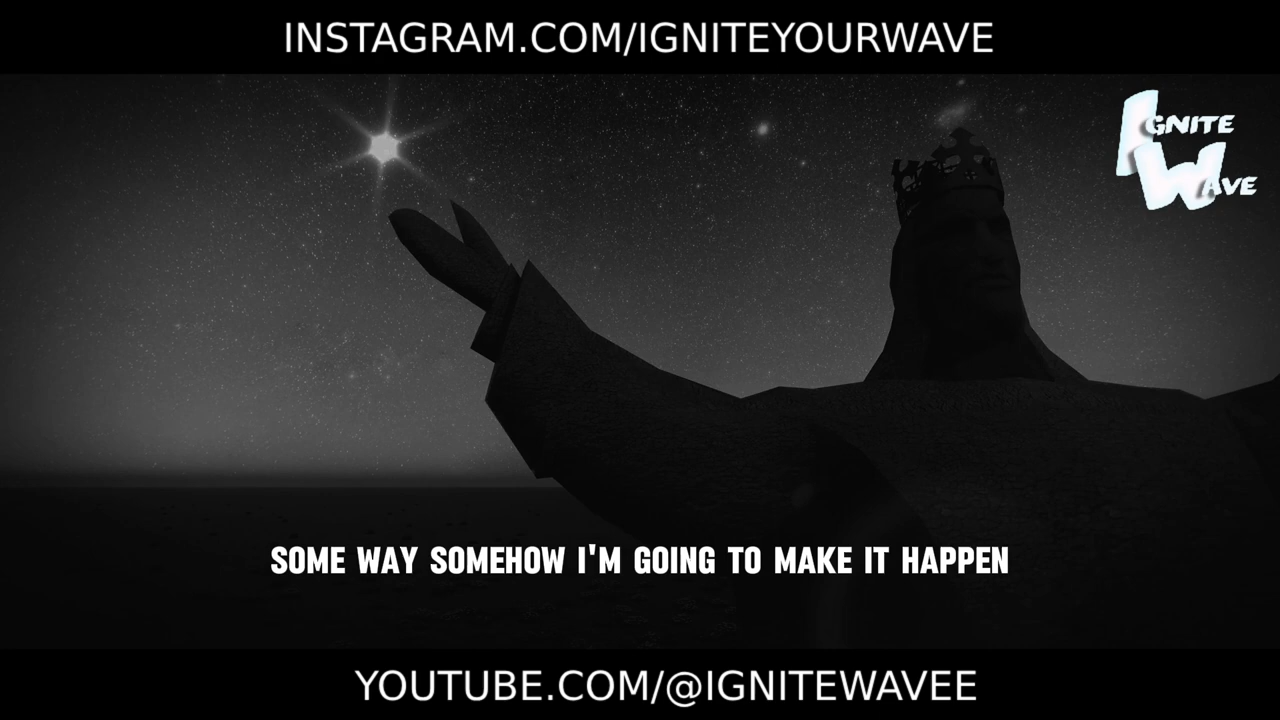 INSTAGRAM.COM/IGNITEYOURWAVE
IGNITE
WAVE
SOME WAY SOMEHOW I'M GOING TO MAKE IT HAPPEN
YOUTUBE.COM/@IGNITEWAVEE